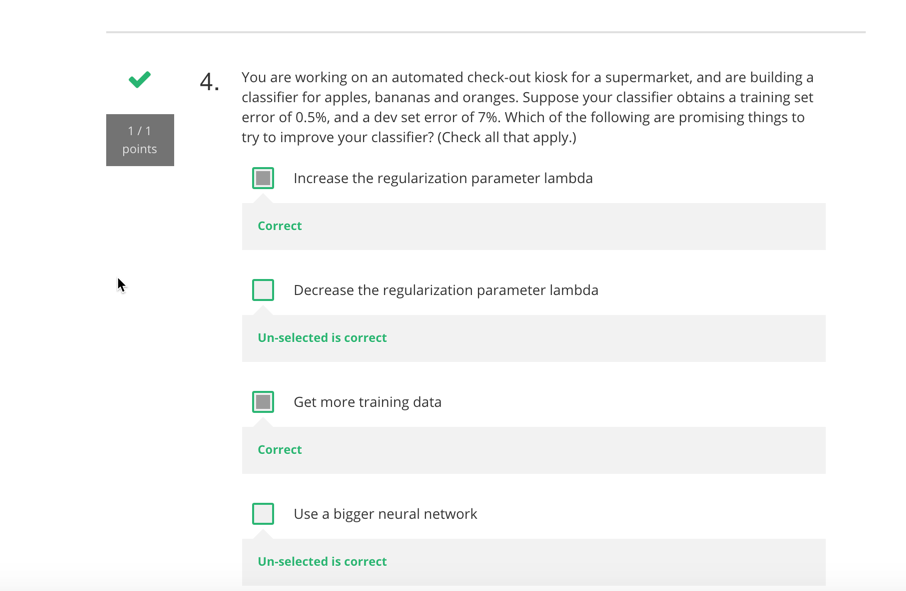 4.
You are working on an automated check-out kiosk for a supermarket, and are building a
classifier for apples, bananas and oranges. Suppose your classifier obtains a training set
error of 0.5%, and a dev set error of 7%. Which of the following are promising things to
try to improve your classifier? (Check all that apply.)
1 / 1
points
Increase the regularization parameter lambda
Correct
Decrease the regularization parameter lambda
Un-selected is correct
Get more training data
Correct
Use a bigger neural network
Un-selected is correct